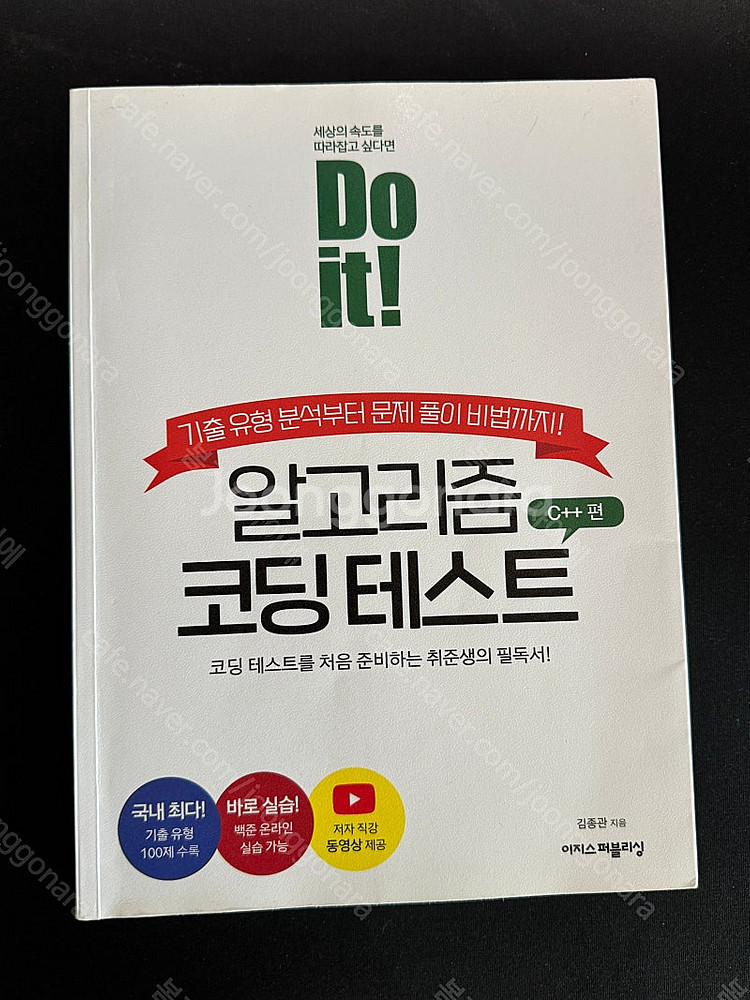 세상의 속도를
따라잡고 싶다면
Do
it!
기출 유형 분석부터 문제 풀이 비법까지!
알고리즘
C++ 편
코딩 테스트
코딩 테스트를 처음 준비하는 취준생의 필독서!
국내 최다!
기출 유형
100제 수록
바로 실습!
백준 온라인
실습 가능
저자 직강
동영상 제공
김종관 지음
이지스 퍼블리싱
Joonggonara
cafe.naver.com/joonggonara